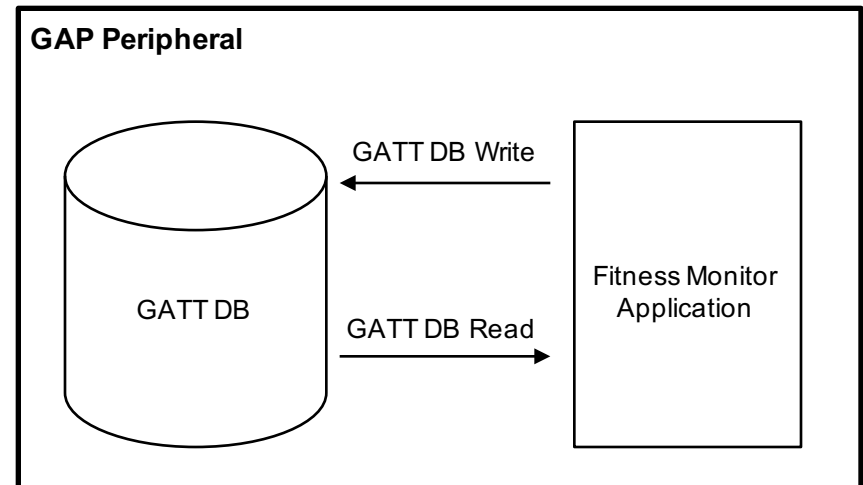 GAP Peripheral
GATT DB Write
GATT DB
GATT DB Read
Fitness Monitor
Application